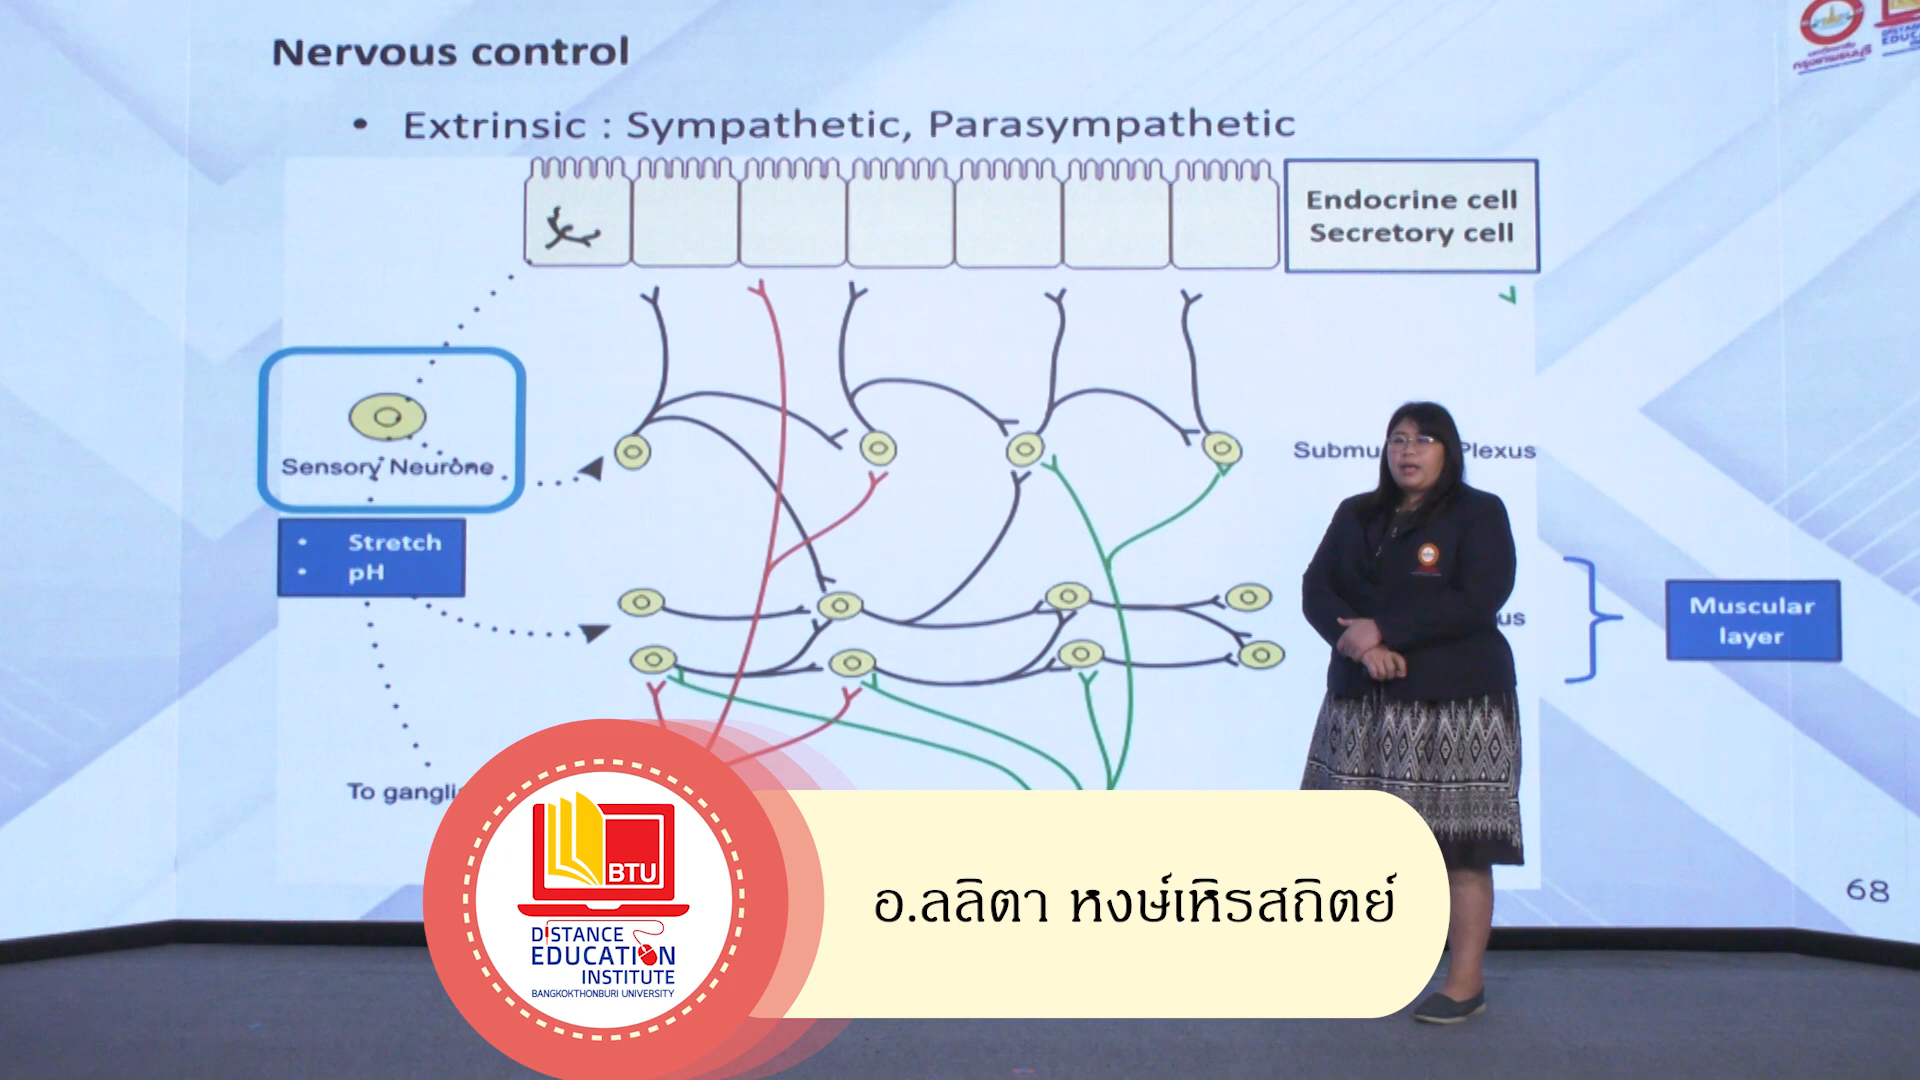 Nervous control
• Extrinsic : Sympathetic, Parasympathetic
Endocrine cell
Secretory cell
Sensory Neurone
Plexus
• Stretch
• pH
Muscular
layer
To
68
BTU
DISTANCE
EDUCATION
INSTITUTE
BANGKOKTHONBURI UNIVERSITY
อ.ลลิตา หงษ์เหิรสถิตย์